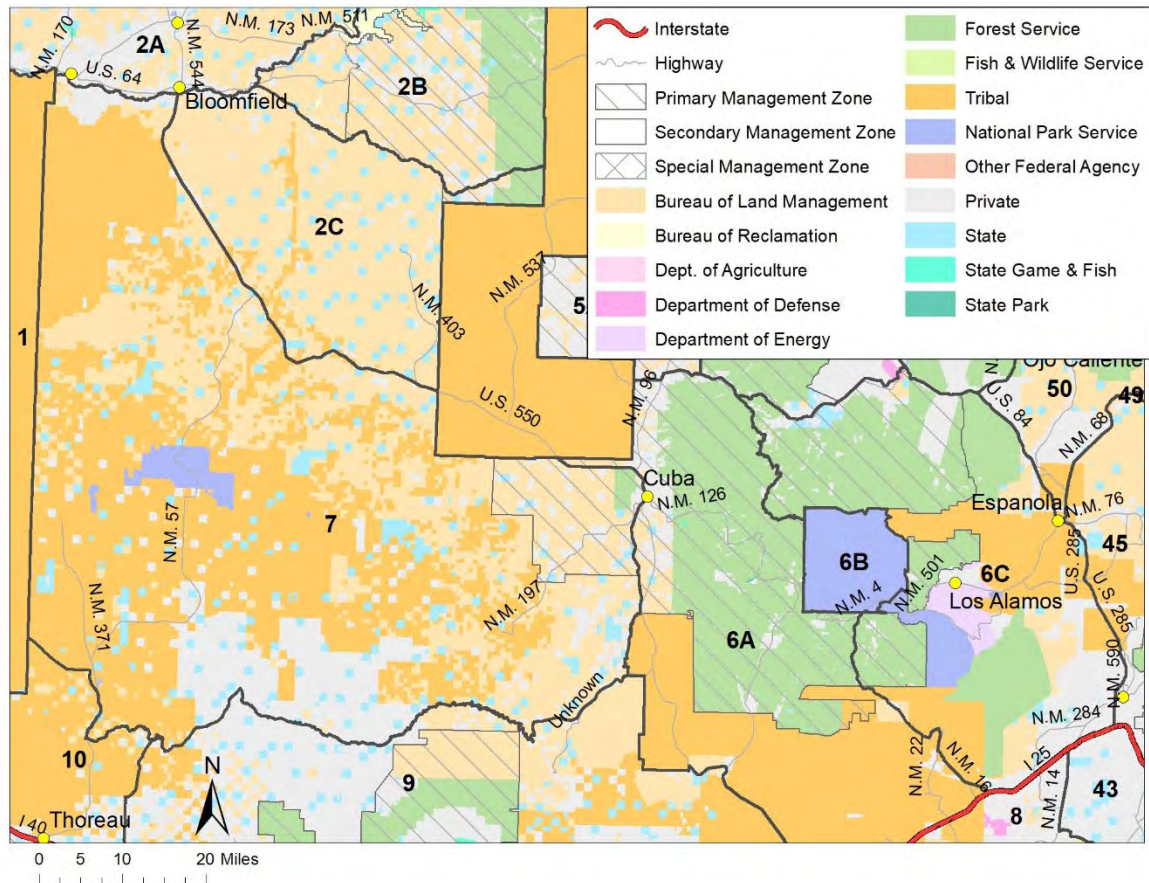 N.M. 170
2A
U.S. 64
N.M. 544
N.M. 173
N.M. 511
2B
Bloomfield
2C
1
N.M. 537
N.M. 403
U.S. 550
N.M. 96
Cuba
N.M. 126
7
N.M. 57
N.M. 371
N.M. 197
Unknown
6A
6B
N.M. 4
N.M. 501
6C
Los Alamos
Espanola
N.M. 76
U.S. 285
45
U.S. 285
N.M. 590
N.M. 284
U.S. 84
50
49
N.M. 68
Ojo Caliente
10
Thoreau
I 40
N
9
N.M. 22
N.M. 16
I 25
N.M. 14
8
43
Interstate
Highway
Primary Management Zone
Secondary Management Zone
Special Management Zone
Bureau of Land Management
Bureau of Reclamation
Dept. of Agriculture
Department of Defense
Department of Energy
Forest Service
Fish & Wildlife Service
Tribal
National Park Service
Other Federal Agency
Private
State
State Game & Fish
State Park
0 5 10 20 Miles